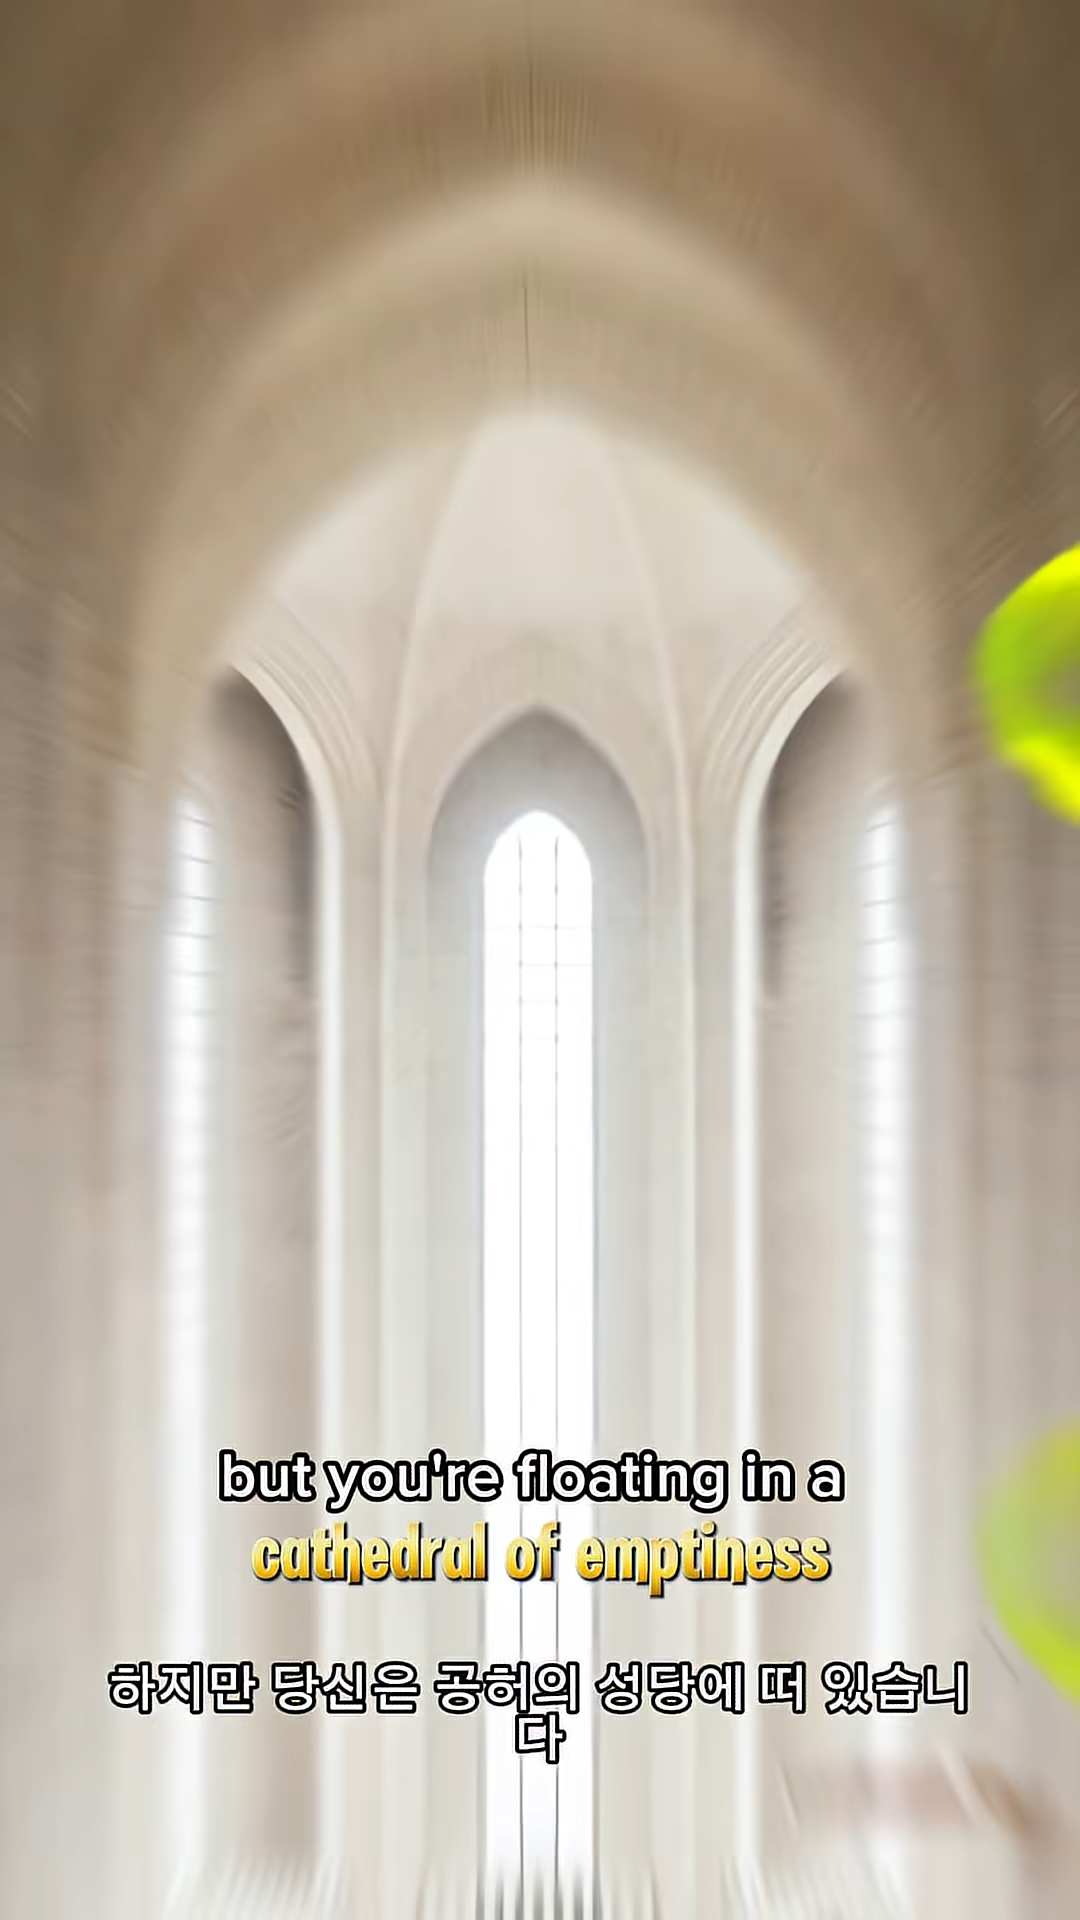 but you're floating in a
cathedral of emptiness
하지만 당신은 공허의 성당에 떠 있습니
다